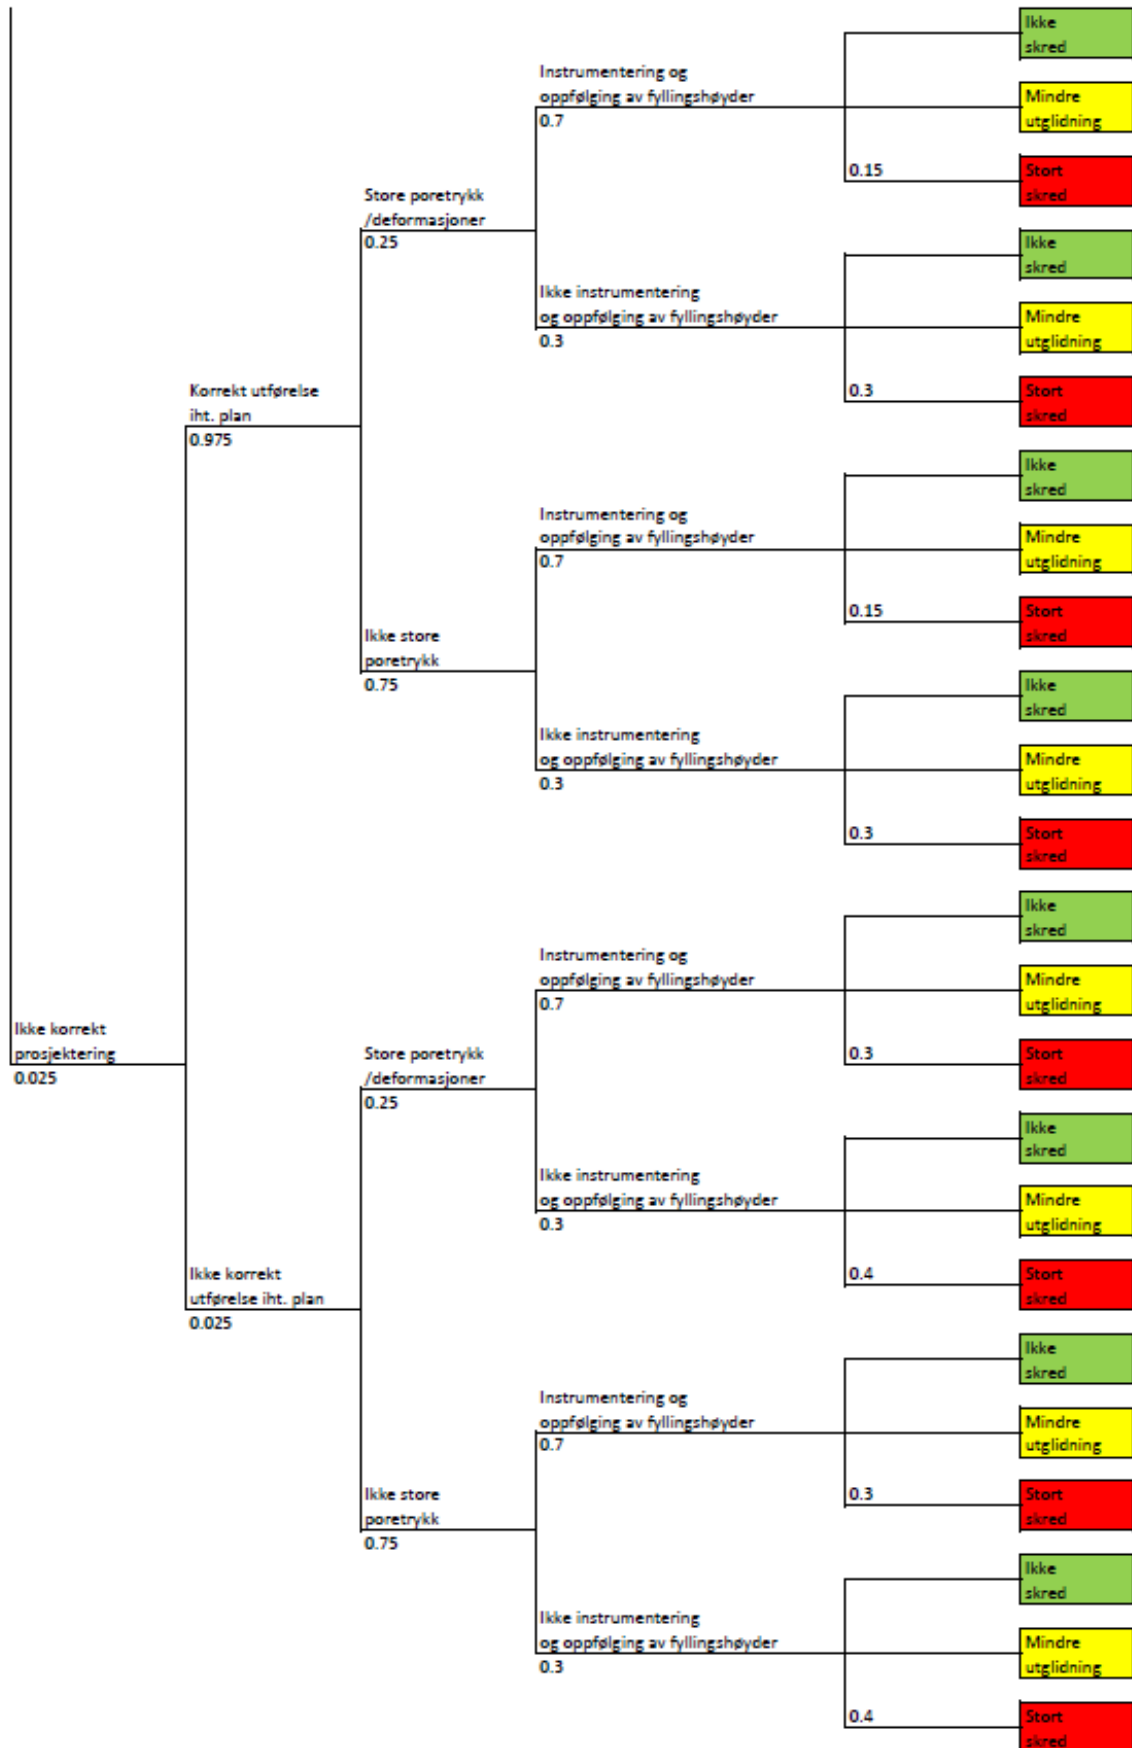 Ikke
skred
Instrumentering og
oppfølging av fyllingshøyder
0.7
Mindre
utglidning
0.15
Stort
skred
Store poretrykk
/deformasjoner
0.25
Ikke
skred
Ikke instrumentering
og oppfølging av fyllingshøyder
0.3
Mindre
utglidning
0.3
Stort
skred
Korrekt utførelse
iht. plan
0.975
Ikke
skred
Instrumentering og
oppfølging av fyllingshøyder
0.7
Mindre
utglidning
0.15
Stort
skred
Ikke store
poretrykk
0.75
Ikke
skred
Ikke instrumentering
og oppfølging av fyllingshøyder
0.3
Mindre
utglidning
0.3
Stort
skred
Ikke korrekt
prosjektering
0.025
Ikke
skred
Instrumentering og
oppfølging av fyllingshøyder
0.7
Mindre
utglidning
0.3
Stort
skred
Store poretrykk
/deformasjoner
0.25
Ikke
skred
Ikke instrumentering
og oppfølging av fyllingshøyder
0.3
Mindre
utglidning
0.4
Stort
skred
Ikke korrekt
utførelse iht. plan
0.025
Ikke
skred
Instrumentering og
oppfølging av fyllingshøyder
0.7
Mindre
utglidning
0.3
Stort
skred
Ikke store
poretrykk
0.75
Ikke
skred
Ikke instrumentering
og oppfølging av fyllingshøyder
0.3
Mindre
utglidning
0.4
Stort
skred